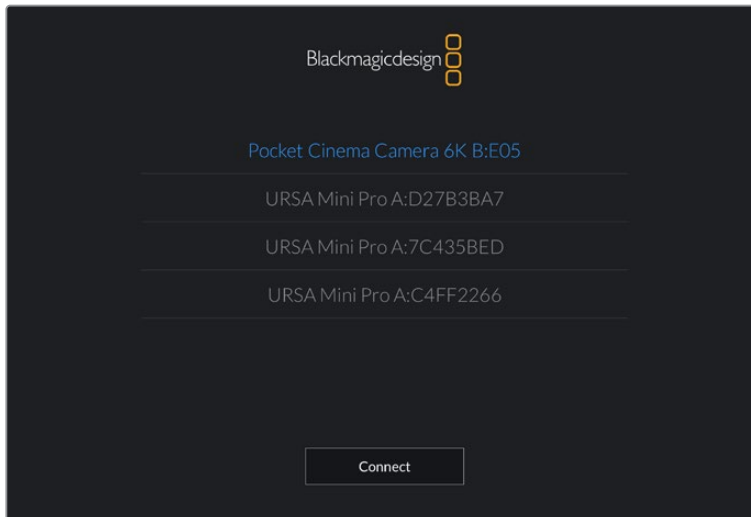 Blackmagicdesign
Pocket Cinema Camera 6K B:E05
URSA Mini Pro A:D27B3BA7
URSA Mini Pro A:7C435BED
URSA Mini Pro A:C4FF2266
Connect